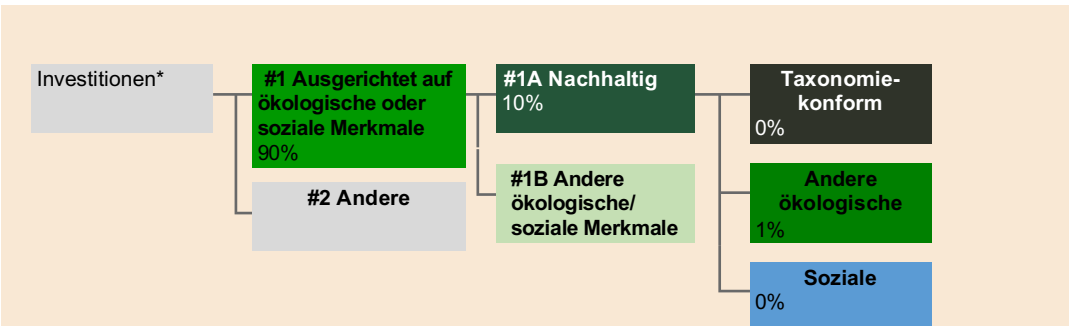 Investitionen*
#1 Ausgerichtet auf
ökologische oder
soziale Merkmale
90%
#2 Andere
#1A Nachhaltig
10%
#1B Andere
ökologische/
soziale Merkmale
Taxonomie-
konform
0%
Andere
ökologische
1%
Soziale
0%